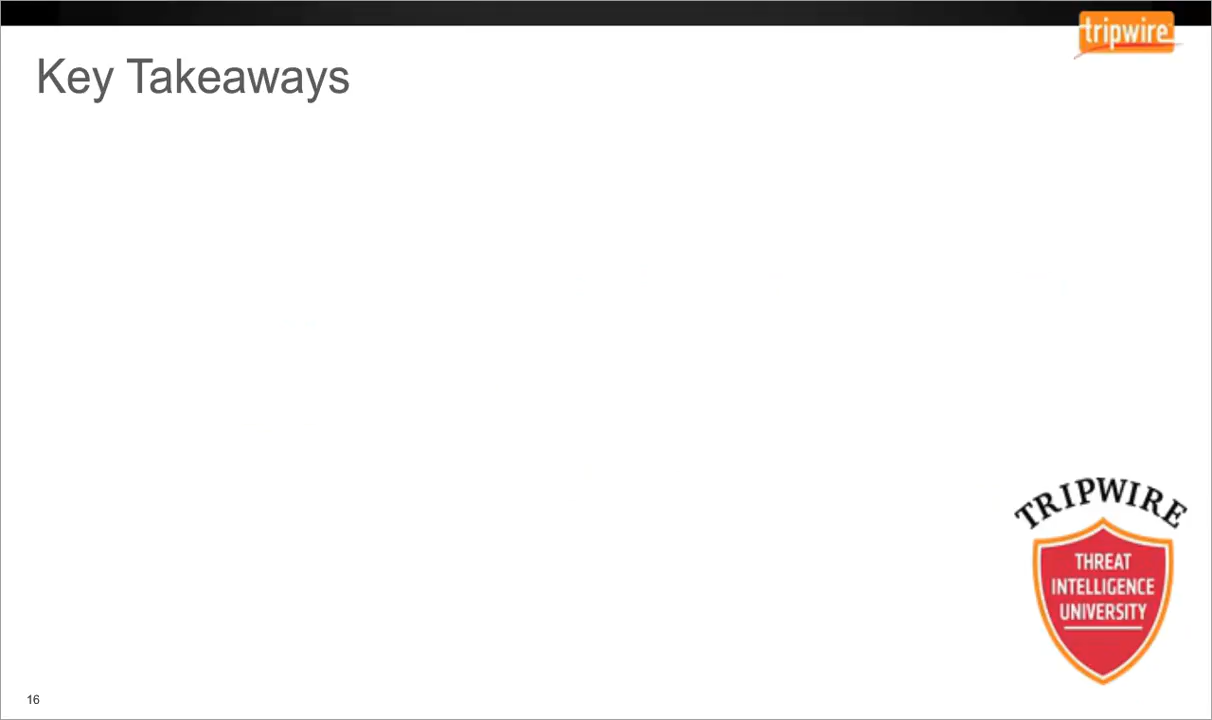 tripwire
Key Takeaways
TRIPWIRE
THREAT
INTELLIGENCE
UNIVERSITY
16